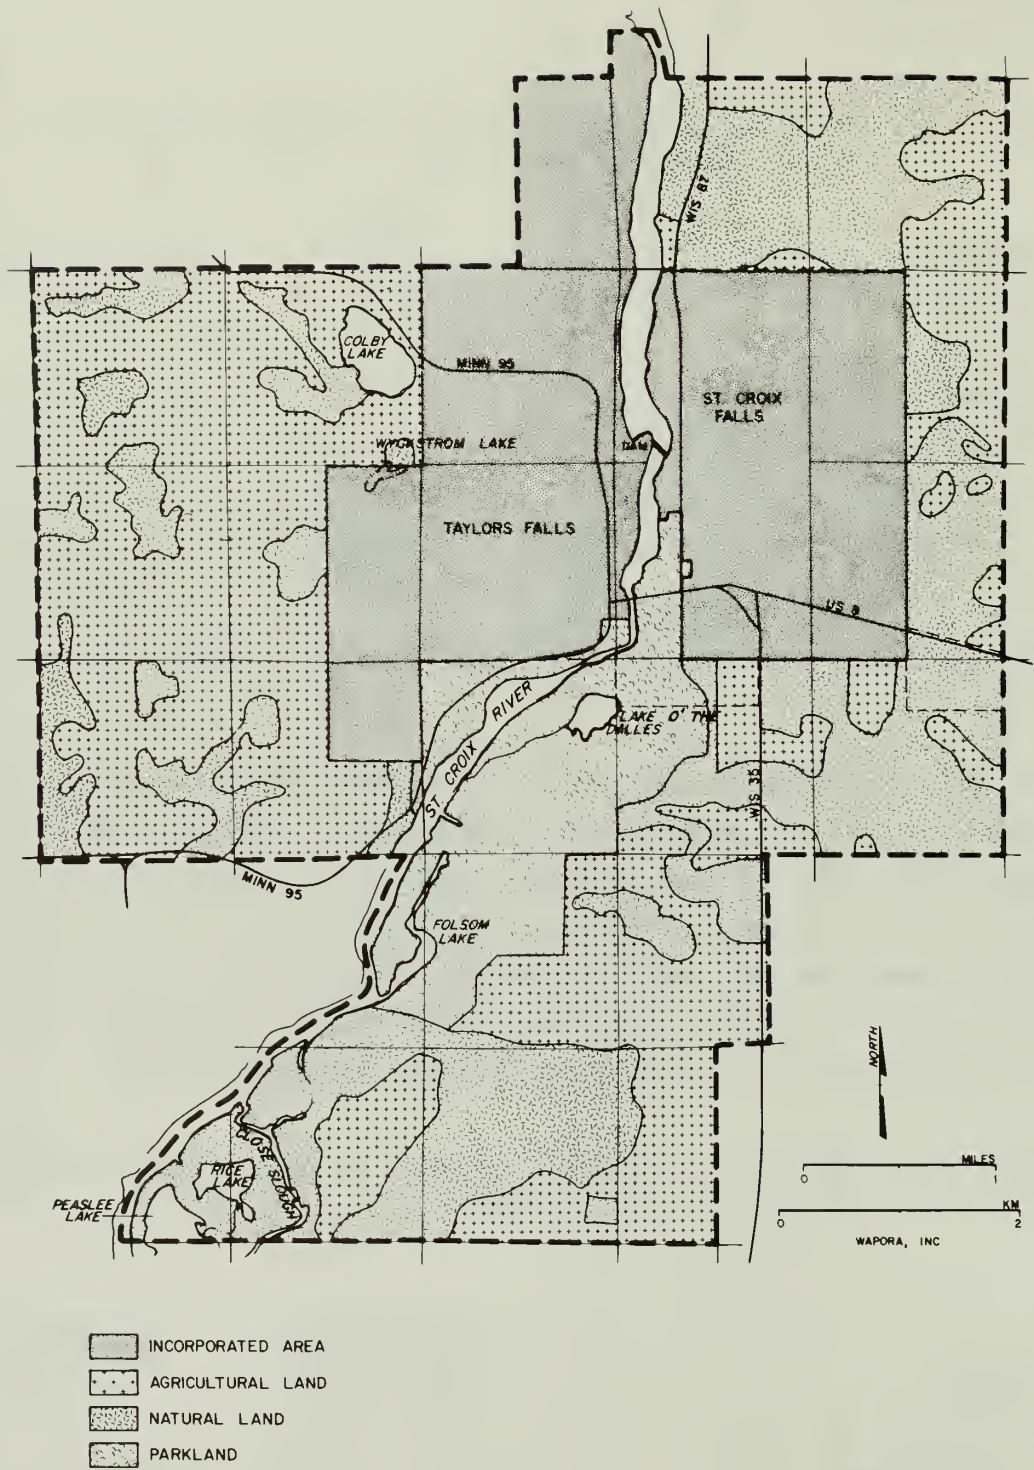 WIS 87
COLBY
LAKE
MINN 95
ST. CROIX
FALLS
WYCKSTROM LAKE
DAM
TAYLORS FALLS
US 8
ST CROIX RIVER
LAKE O' THE
DALLES
WIS 35
MINN 95
FOLSOM
LAKE
NORTH
CLOSE SLOUGH
RICE
LAKE
PEASLEE
LAKE
MILES
0 1
KM
0 2
WAPORA, INC
INCORPORATED AREA
AGRICULTURAL LAND
NATURAL LAND
PARKLAND